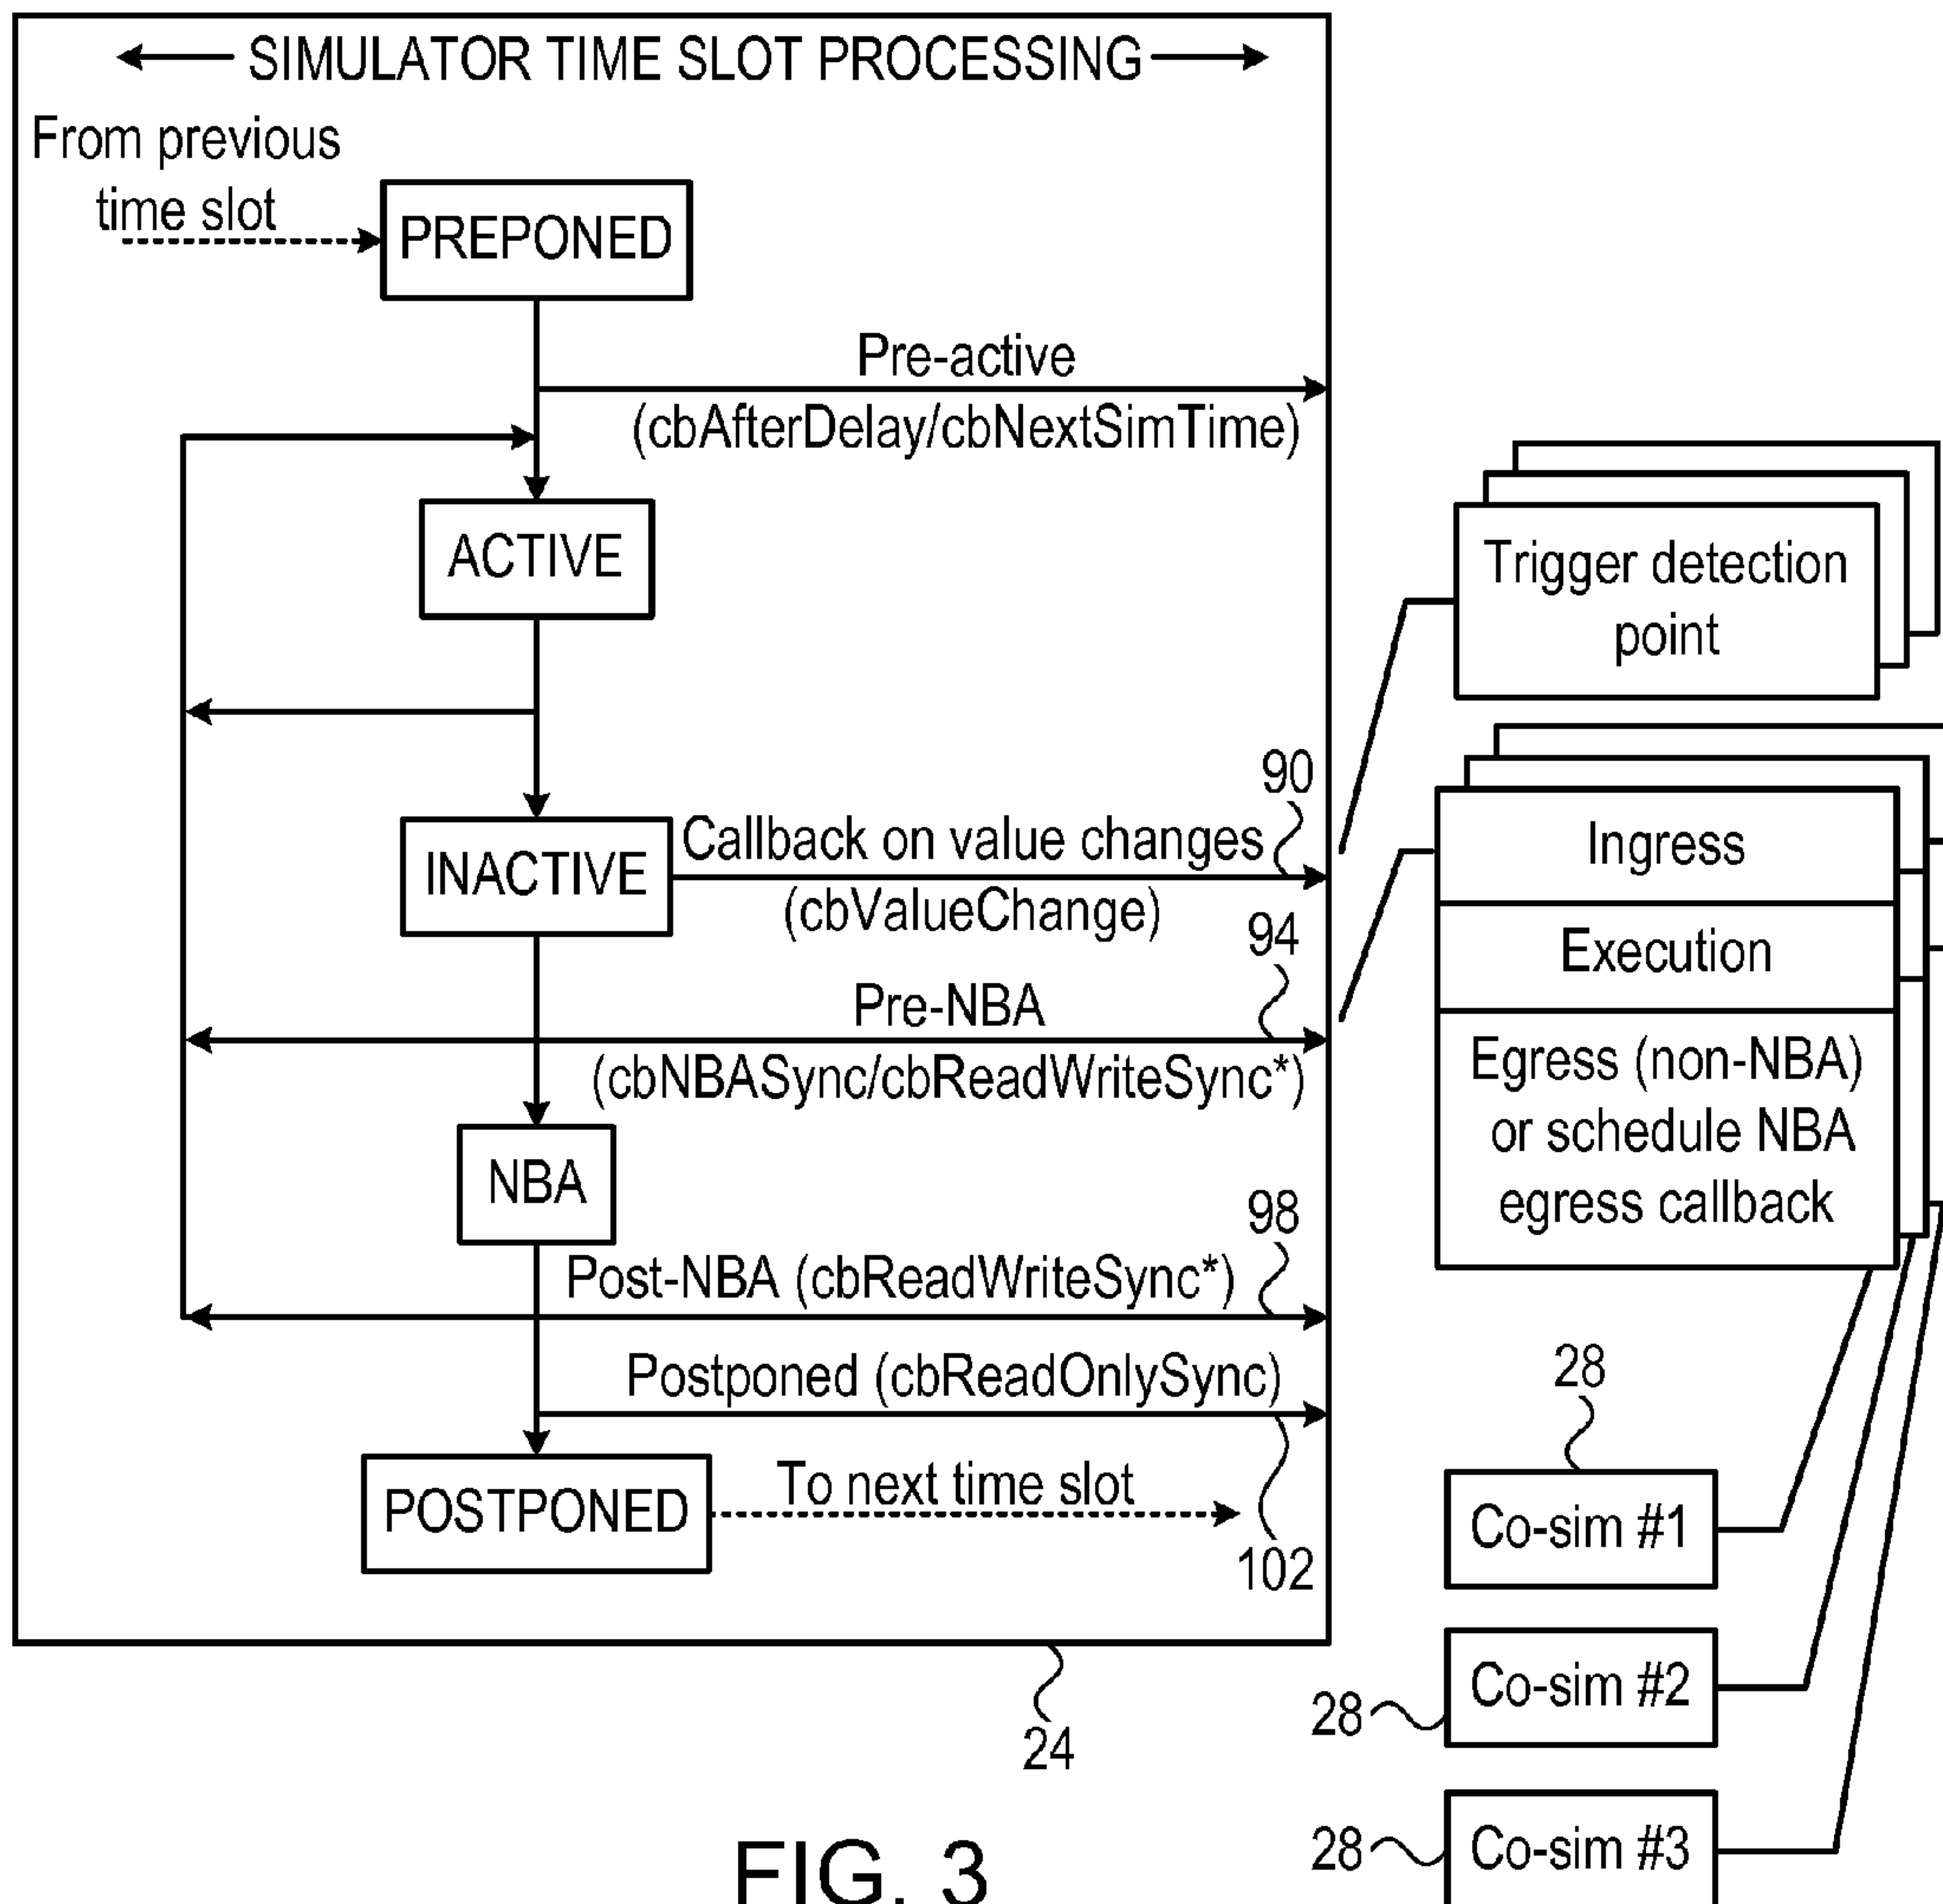 SIMULATOR TIME SLOT PROCESSING
From previous
time slot
PREPONED
Pre-active
(cbAfterDelay/cbNextSimTime)
ACTIVE
Trigger detection
point
90
INACTIVE
Callback on value changes
(cbValueChange)
94
Pre-NBA
(cbNBASync/cbReadWriteSync*)
Ingress
Execution
Egress (non-NBA)
or schedule NBA
egress callback
NBA
98
Post-NBA (cbReadWriteSync*)
Postponed (cbReadOnlySync)
POSTPONED
To next time slot
102
24
28
Co-sim #1
28
Co-sim #2
28
Co-sim #3
FIG. 3